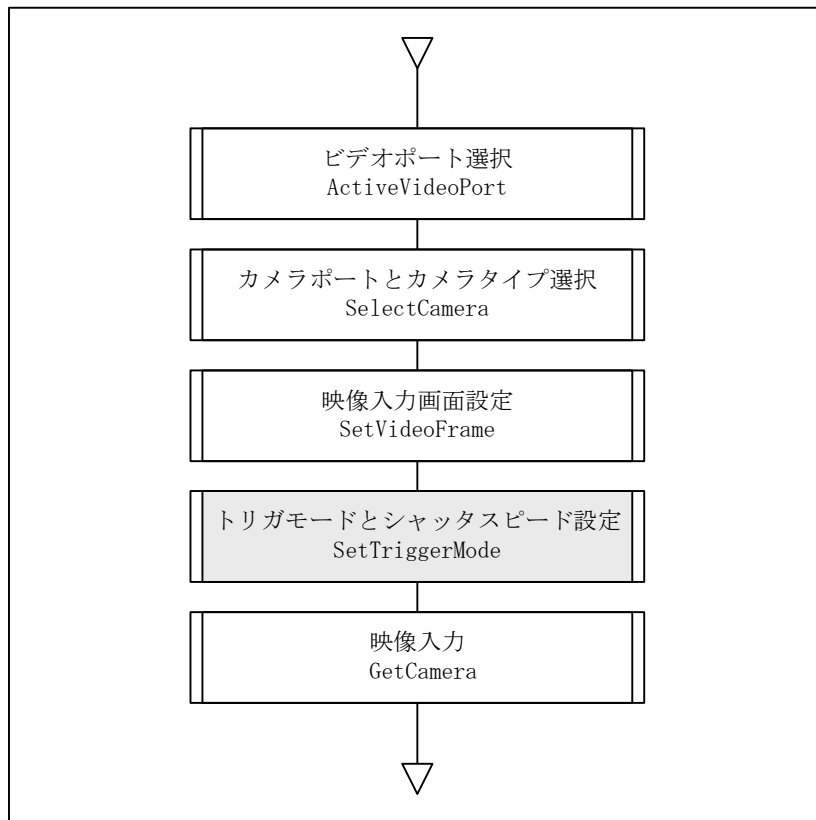 ビデオポート選択
ActiveVideoPort
カメラポートとカメラタイプ選択
SelectCamera
映像入力画面設定
SetVideoFrame
トリガモードとシャッタスピード設定
SetTriggerMode
映像入力
GetCamera